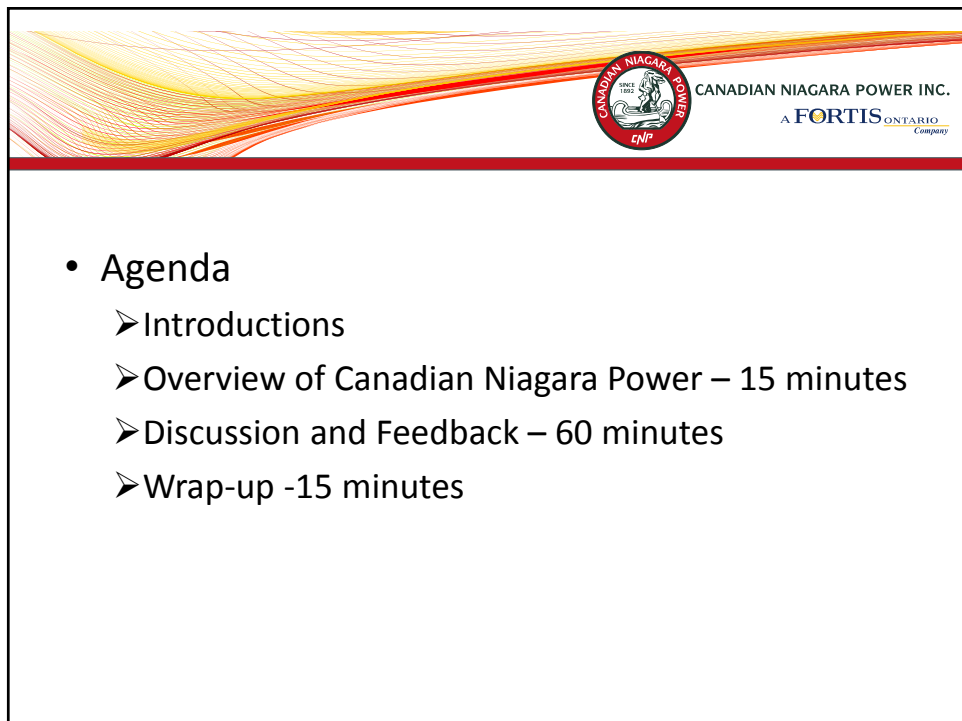 CANADIAN NIAGARA POWER
SINCE
1892
CNP
CANADIAN NIAGARA POWER INC.
A FORTIS ONTARIO
Company
• Agenda
➢Introductions
➢Overview of Canadian Niagara Power – 15 minutes
➢Discussion and Feedback – 60 minutes
➢Wrap-up -15 minutes